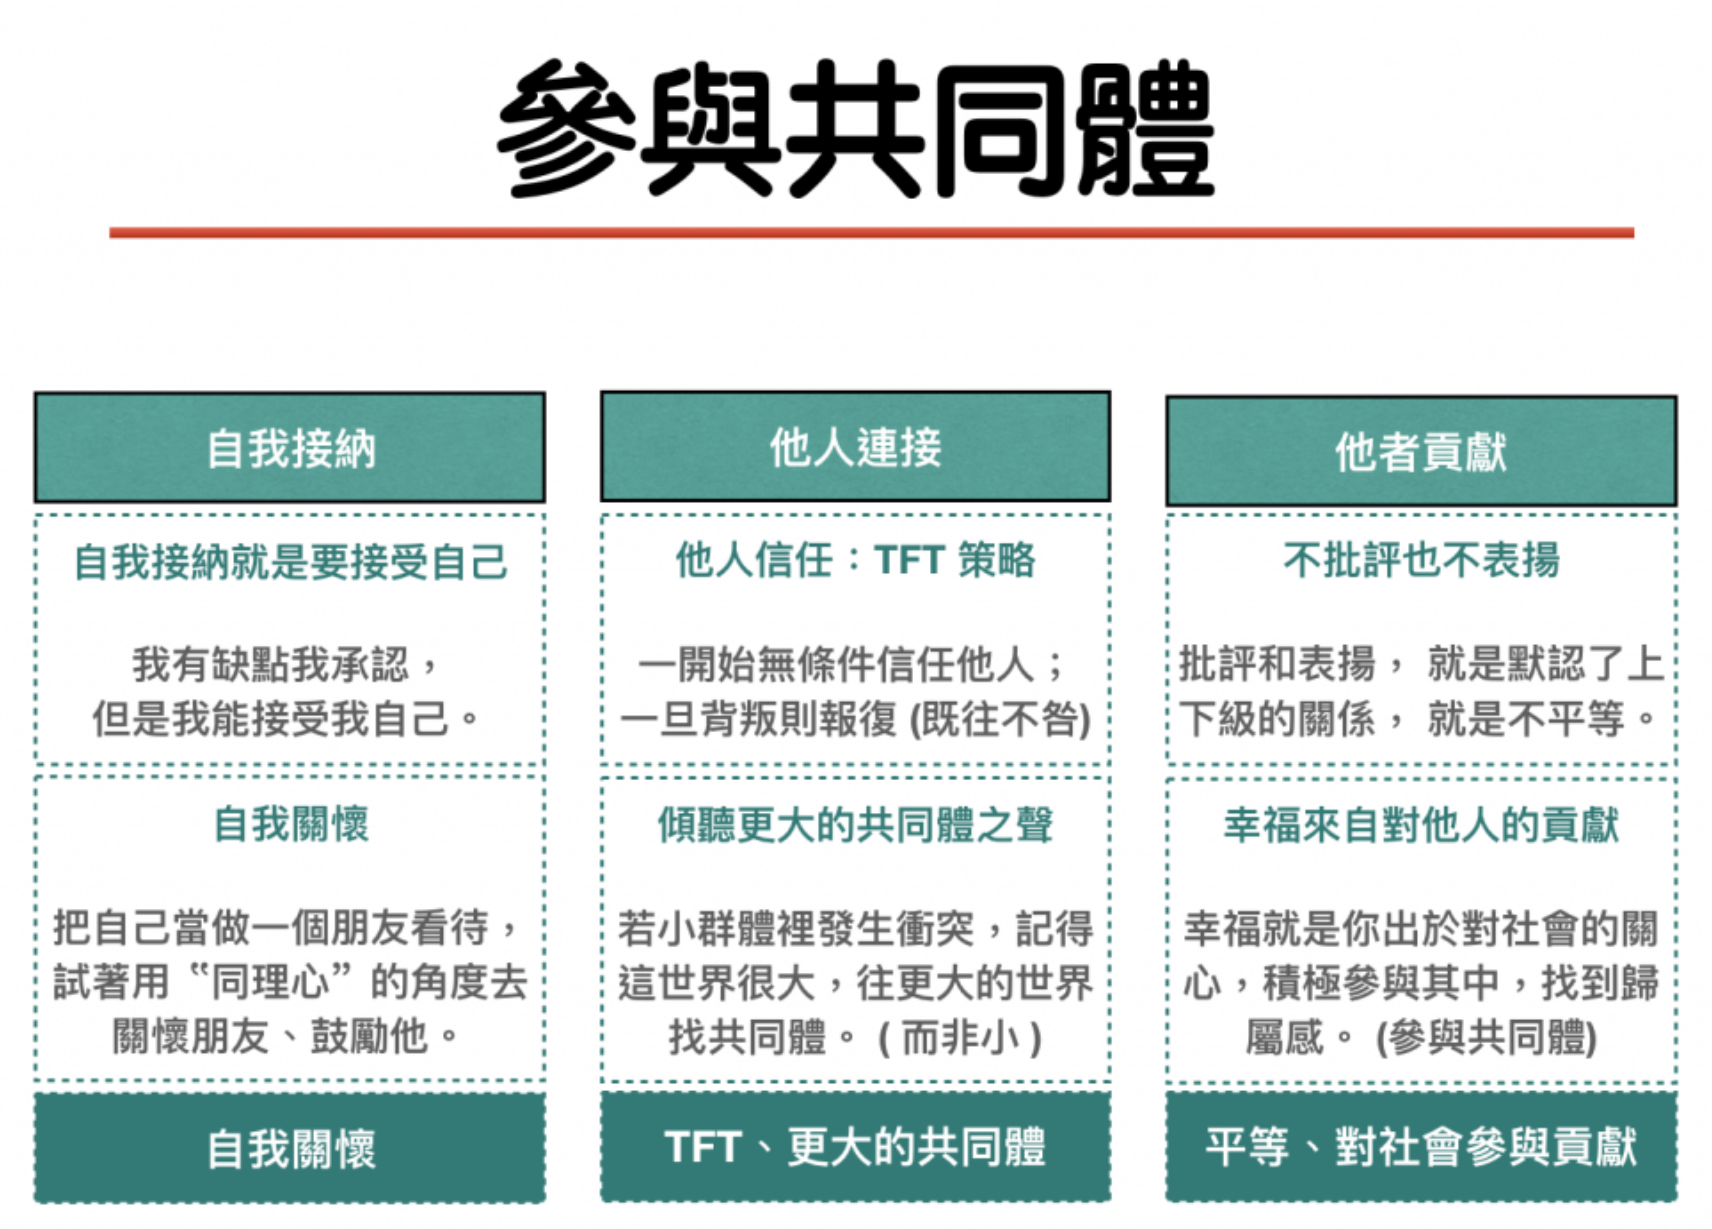 參與共同體
自我接納
自我接納就是要接受自己
我有缺點我承認，
但是我能接受我自己。
自我關懷
把自己當做一個朋友看待，
試著用〝同理心”的角度去
關懷朋友、鼓勵他。
自我關懷
他人連接
他人信任：TFT 策略
一開始無條件信任他人；
一旦背叛則報復 (既往不咎)
傾聽更大的共同體之聲
若小群體裡發生衝突，記得
這世界很大，往更大的世界
找共同體。 ( 而非小 )
TFT、更大的共同體
他者貢獻
不批評也不表揚
批評和表揚， 就是默認了上
下級的關係， 就是不平等。
幸福來自對他人的貢獻
幸福就是你出於對社會的關
心，積極參與其中，找到歸
屬感。 (參與共同體)
平等、對社會參與貢獻